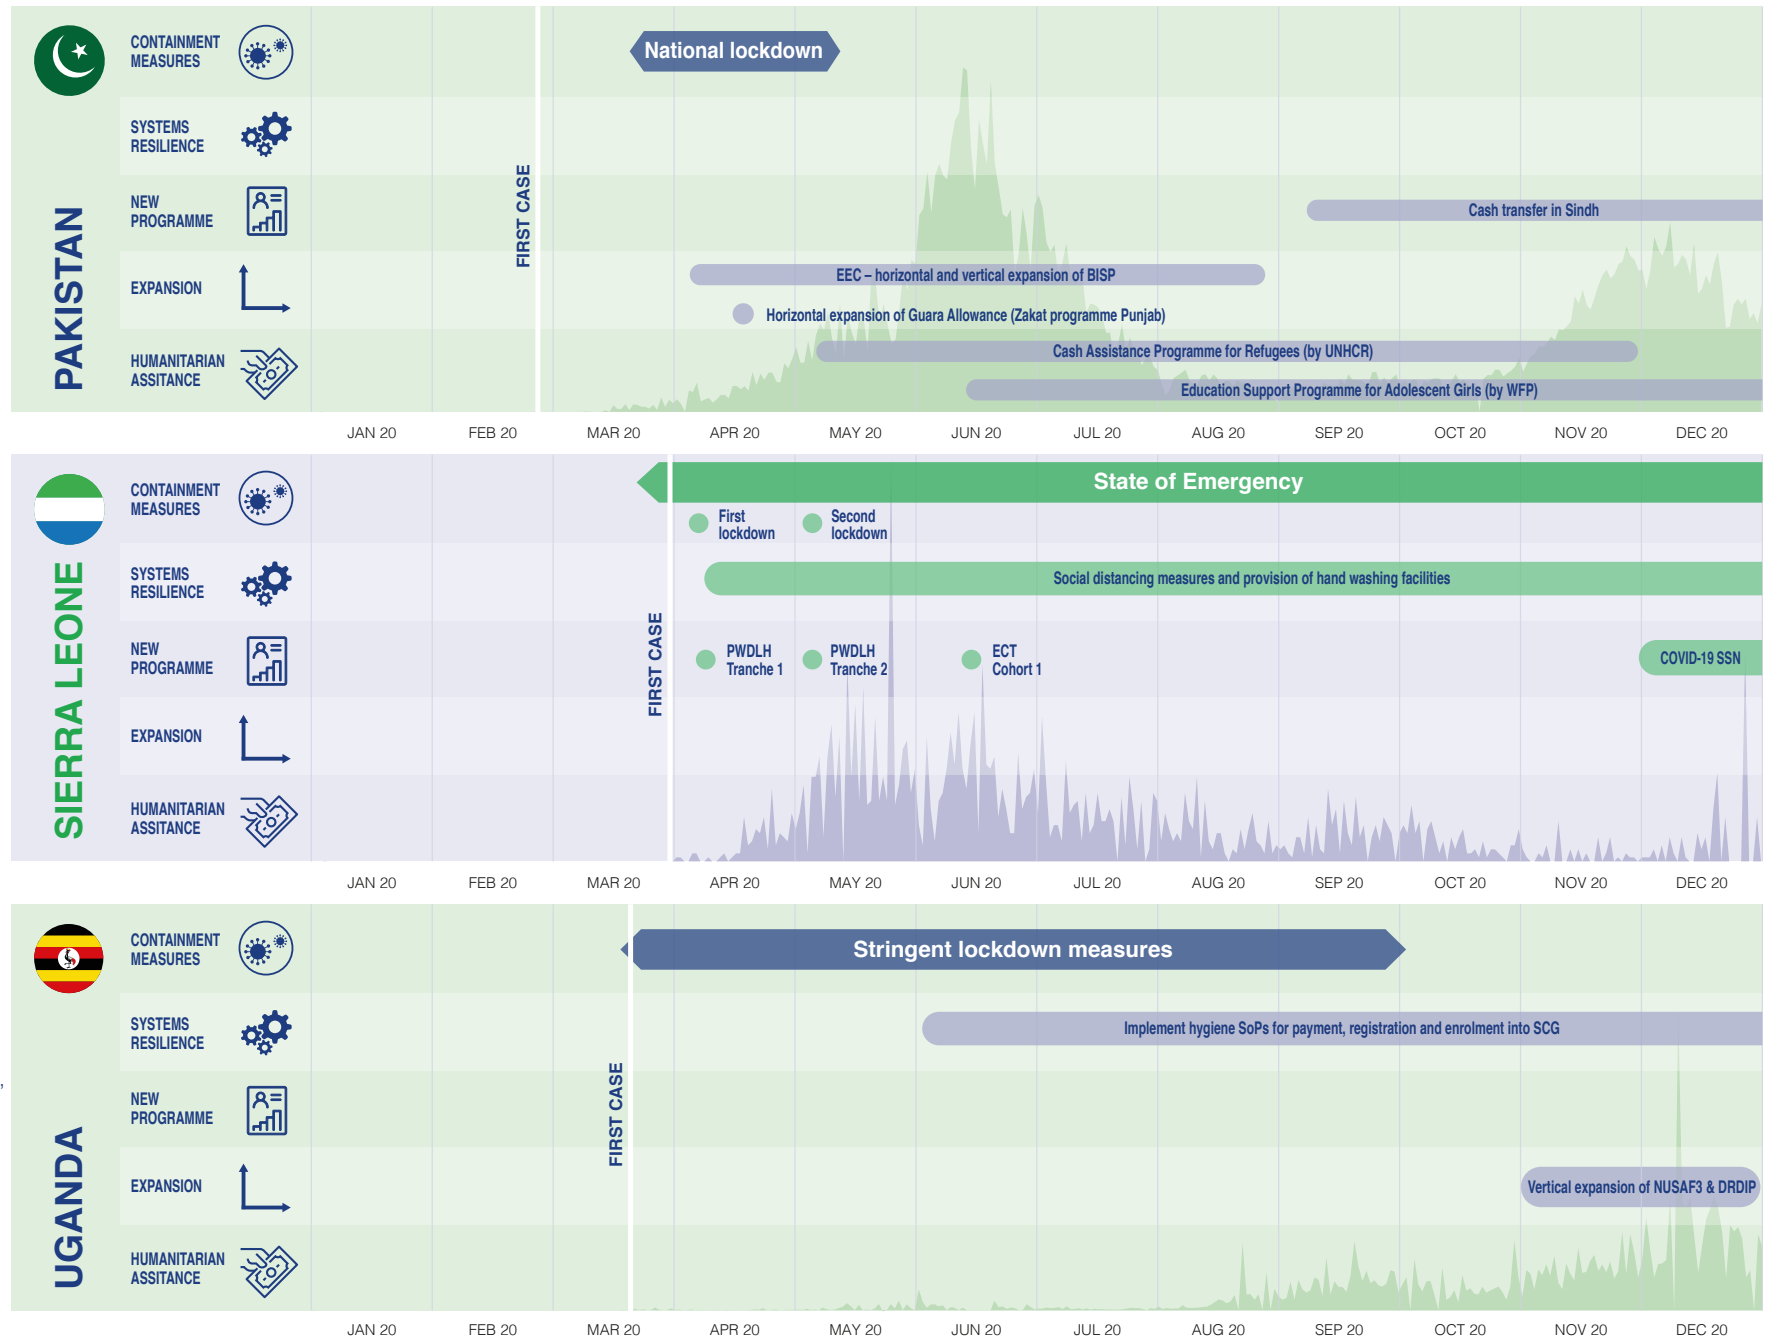 PAKISTAN
CONTAINMENT
MEASURES
National lockdown
SYSTEMS
RESILIENCE
FIRST CASE
NEW
PROGRAMME
Cash transfer in Sindh
EXPANSION
EEC – horizontal and vertical expansion of BISP
Horizontal expansion of Guara Allowance (Zakat programme Punjab)
HUMANITARIAN
ASSITANCE
Cash Assistance Programme for Refugees (by UNHCR)
Education Support Programme for Adolescent Girls (by WFP)
JAN 20 FEB 20 MAR 20 APR 20 MAY 20 JUN 20 JUL 20 AUG 20 SEP 20 OCT 20 NOV 20 DEC 20
SIERRA LEONE
CONTAINMENT
MEASURES
State of Emergency
First
lockdown
Second
lockdown
SYSTEMS
RESILIENCE
Social distancing measures and provision of hand washing facilities
FIRST CASE
NEW
PROGRAMME
PWDLH
Tranche 1
PWDLH
Tranche 2
ECT
Cohort 1
COVID-19 SSN
EXPANSION
HUMANITARIAN
ASSITANCE
JAN 20 FEB 20 MAR 20 APR 20 MAY 20 JUN 20 JUL 20 AUG 20 SEP 20 OCT 20 NOV 20 DEC 20
UGANDA
CONTAINMENT
MEASURES
Stringent lockdown measures
SYSTEMS
RESILIENCE
Implement hygiene SoPs for payment, registration and enrolment into SCG
FIRST CASE
,
NEW
PROGRAMME
EXPANSION
Vertical expansion of NUSAF3 & DRDIP
HUMANITARIAN
ASSITANCE
JAN 20 FEB 20 MAR 20 APR 20 MAY 20 JUN 20 JUL 20 AUG 20 SEP 20 OCT 20 NOV 20 DEC 20